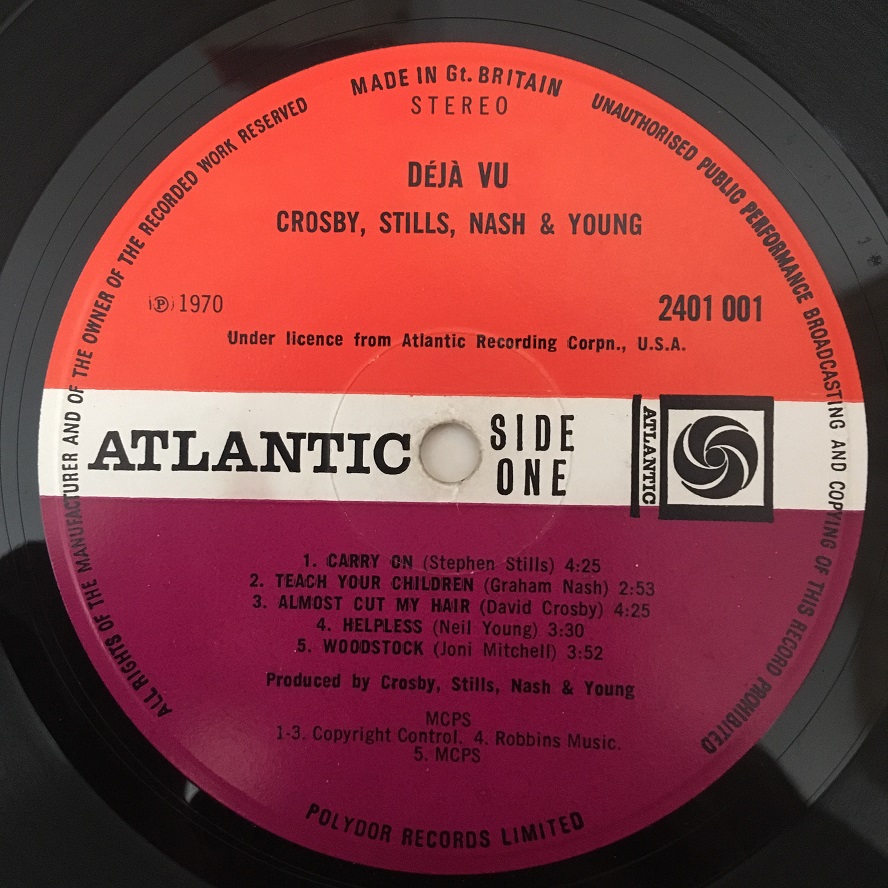 MADE IN Gt. BRITAIN
STEREO
ALL RIGHTS OF THE MANUFACTURER AND OF THE OWNER OF THE RECORDED WORK RESERVED
UNAUTHORISED PUBLIC PERFORMANCE BROADCASTING AND COPYING OF THIS RECORD PROHIBITED
DÉJÀ VU
CROSBY, STILLS, NASH & YOUNG
(℗) 1970
2401 001
Under licence from Atlantic Recording Corpn., U.S.A.
ATLANTIC
SIDE
ONE
ATLANTIC
1. CARRY ON (Stephen Stills) 4:25
2. TEACH YOUR CHILDREN (Graham Nash) 2:53
3. ALMOST CUT MY HAIR (David Crosby) 4:25
4. HELPLESS (Neil Young) 3:30
5. WOODSTOCK (Joni Mitchell) 3:52
Produced by Crosby, Stills, Nash & Young
MCPS
1-3. Copyright Control. 4. Robbins Music.
5. MCPS
POLYDOR RECORDS LIMITED